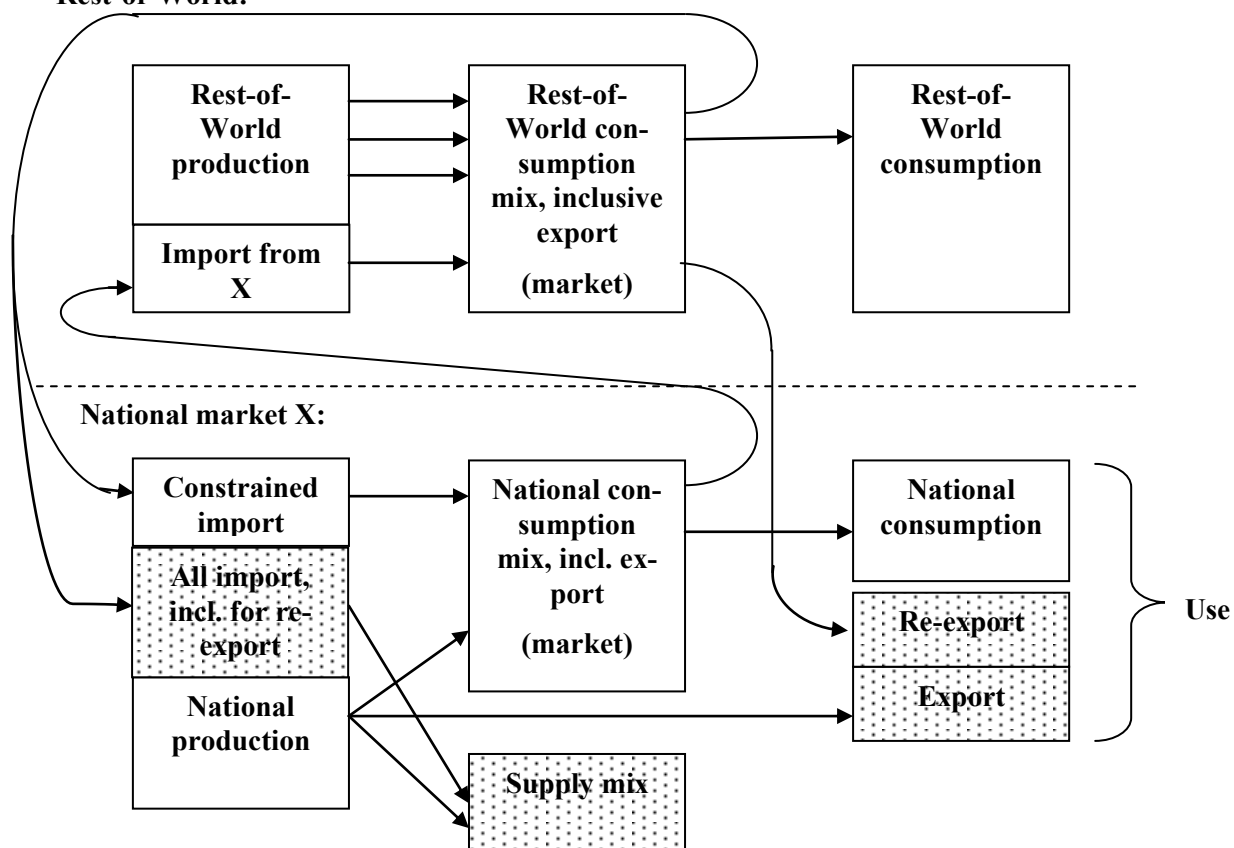 Rest-of-World:
Rest-of-
World
production
Import from
X
Rest-of-
World con-
sumption
mix, inclusive
export
(market)
Rest-of-
World
consumption
National market X:
Constrained
import
All import,
incl. for re-
export
National
production
National con-
sumption
mix, incl. ex-
port
(market)
Supply mix
National
consumption
Re-export
Export
Use